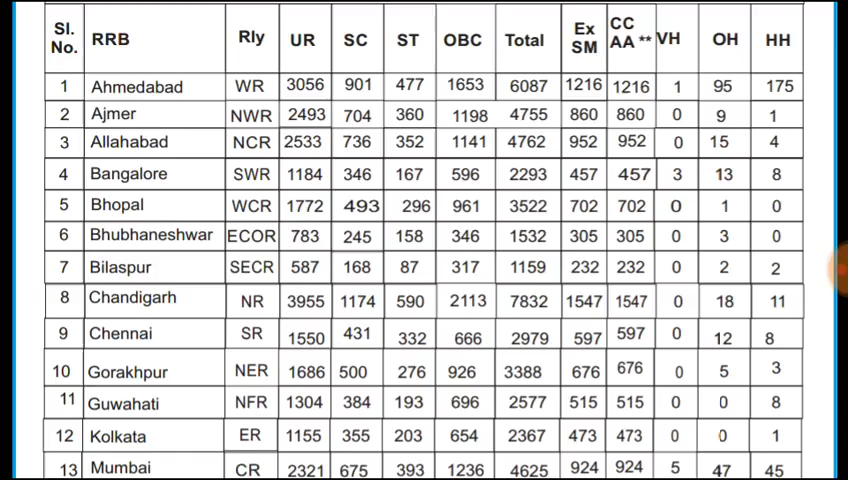 Sl. No. RRB Rly UR SC ST OBC Total Ex SM CC AA ** VH OH HH
1 Ahmedabad WR 3056 901 477 1653 6087 1216 1216 1 95 175
2 Ajmer NWR 2493 704 360 1198 4755 860 860 0 9 1
3 Allahabad NCR 2533 736 352 1141 4762 952 952 0 15 4
4 Bangalore SWR 1184 346 167 596 2293 457 457 3 13 8
5 Bhopal WCR 1772 493 296 961 3522 702 702 0 1 0
6 Bhubhaneshwar ECOR 783 245 158 346 1532 305 305 0 3 0
7 Bilaspur SECR 587 168 87 317 1159 232 232 0 2 2
8 Chandigarh NR 3955 1174 590 2113 7832 1547 1547 0 18 11
9 Chennai SR 1550 431 332 666 2979 597 597 0 12 8
10 Gorakhpur NER 1686 500 276 926 3388 676 676 0 5 3
11 Guwahati NFR 1304 384 193 696 2577 515 515 0 0 8
12 Kolkata ER 1155 355 203 654 2367 473 473 0 0 1
13 Mumbai CR 2321 675 393 1236 4625 924 924 5 47 45